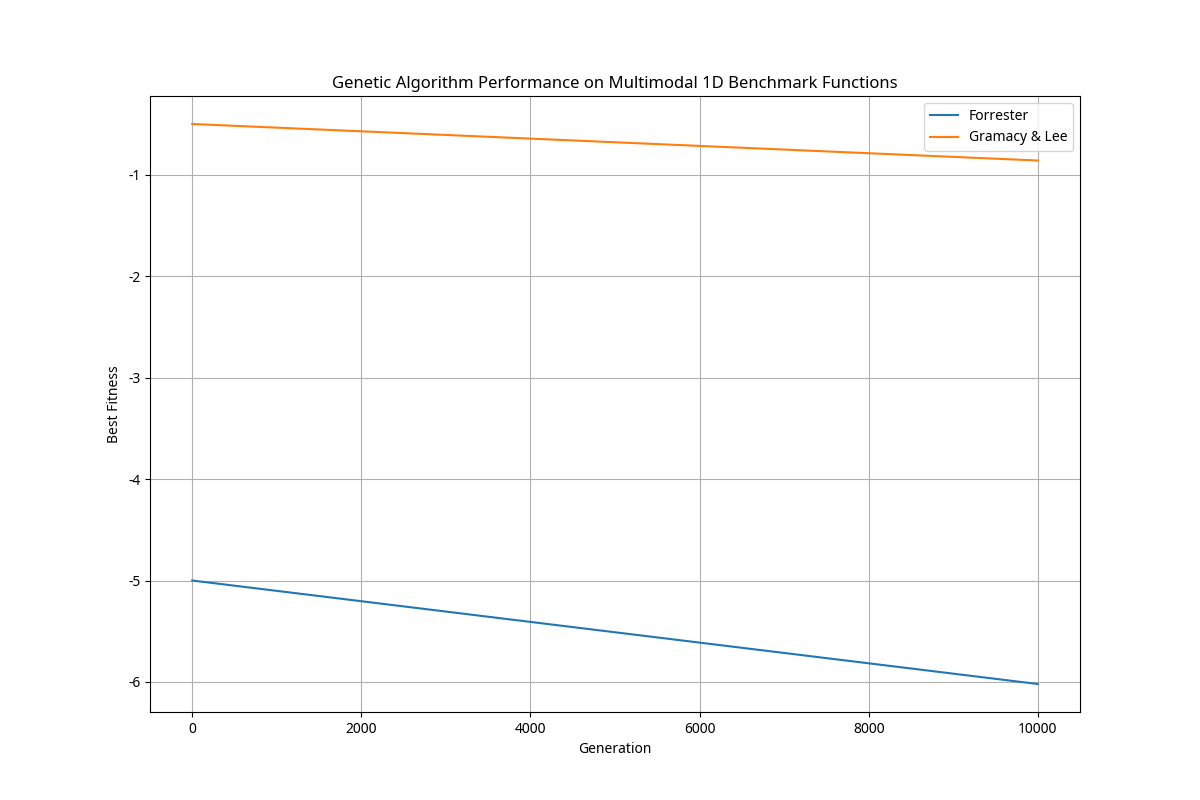 Genetic Algorithm Performance on Multimodal 1D Benchmark Functions
Forrester
Gramacy & Lee
-1
-2
-3
-4
-5
-6
Best Fitness
0 2000 4000 6000 8000 10000
Generation